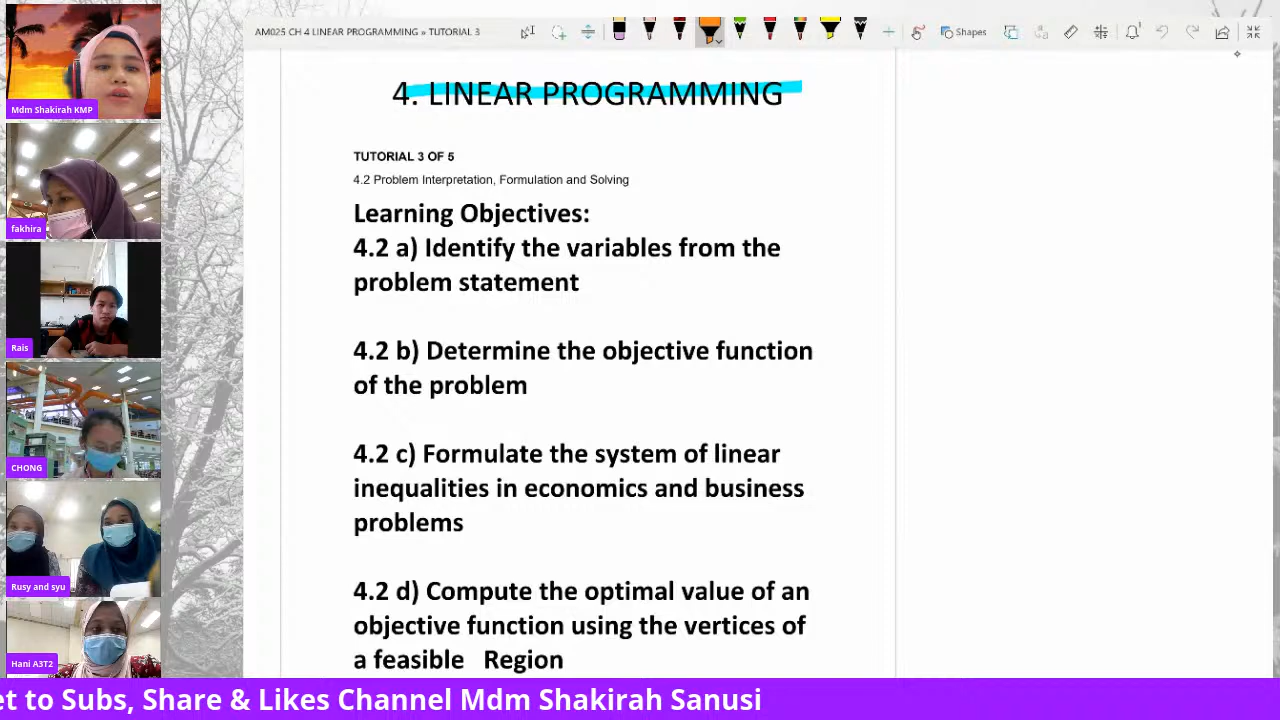 Mdm Shakirah KMP
fakhira
Rais
CHONG
Rusy and syu
Hani A3T2
AM025 CH 4 LINEAR PROGRAMMING » TUTORIAL 3
Shapes
4. LINEAR PROGRAMMING
TUTORIAL 3 OF 5
4.2 Problem Interpretation, Formulation and Solving
Learning Objectives:
4.2 a) Identify the variables from the
problem statement
4.2 b) Determine the objective function
of the problem
4.2 c) Formulate the system of linear
inequalities in economics and business
problems
4.2 d) Compute the optimal value of an
objective function using the vertices of
a feasible Region
et to Subs, Share & Likes Channel Mdm Shakirah Sanusi